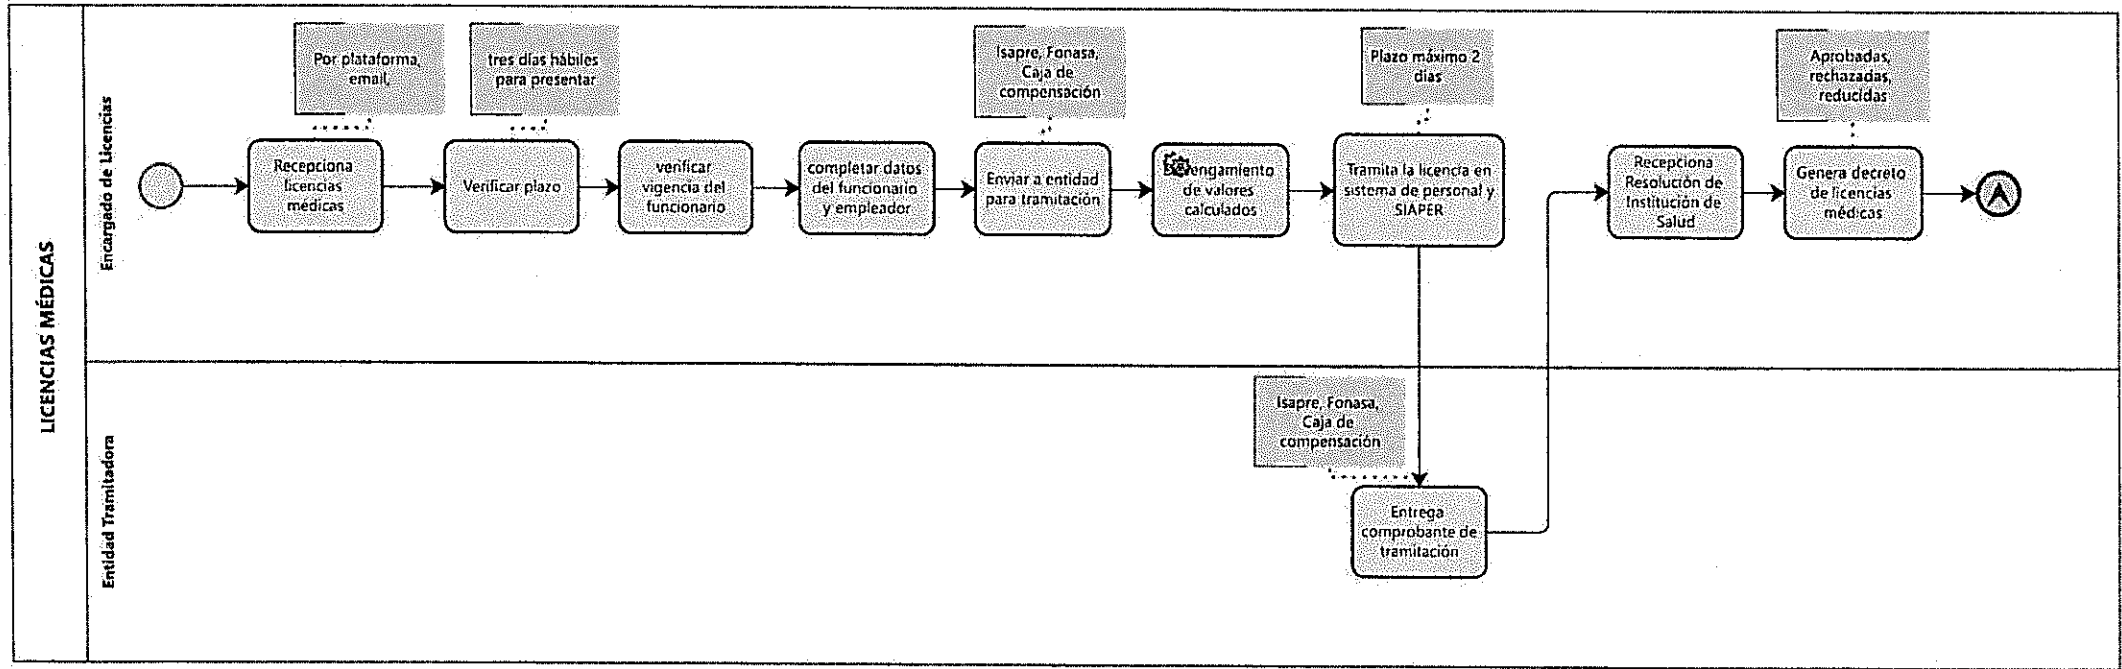 LICENCIAS MÉDICAS
Encargado de Licencias
Por plataforma,
email,
tres días hábiles
para presentar
Isapre, Fonasa,
Caja de
compensación
Plazo máximo 2
dias
Aprobadas,
rechazadas,
reducidas
Recepciona
licencias
médicas
Verificar plazo
verificar
vigencia del
funcionario
completar datos
del funcionario
y empleador
Enviar a entidad
para tramitación
de valores
calculados
Tramita la licencia en
sistema de personal y
SIAPER
Recepciona
Resolución de
Institución de
Salud
Genera decreto
de licencias
médicas
Entidad Tramitadora
Isapre, Fonasa,
Caja de
compensación
Entrega
comprobante de
tramitación